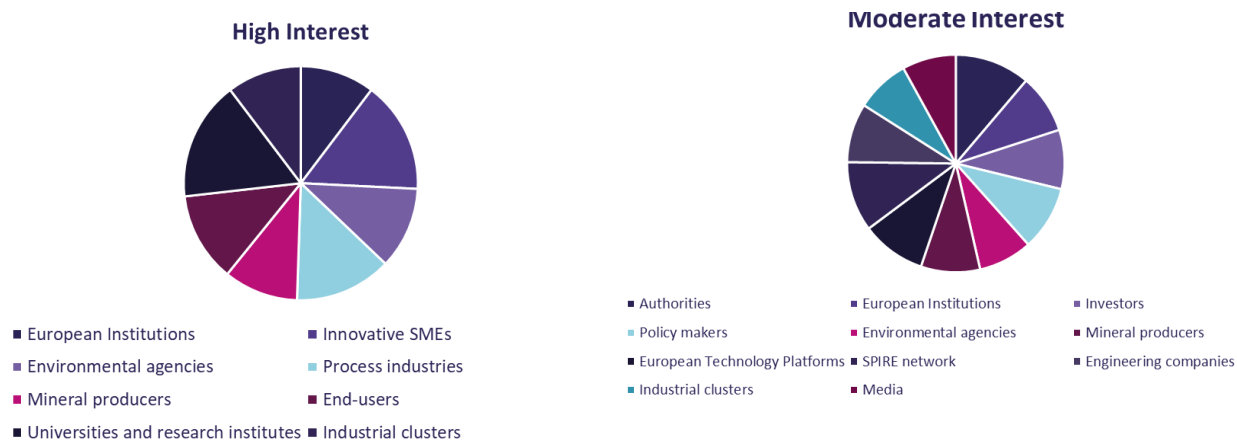 High Interest
European Institutions
Innovative SMEs
Environmental agencies
Process industries
Mineral producers
End-users
Universities and research institutes
Industrial clusters
Moderate Interest
Authorities
European Institutions
Investors
Policy makers
Environmental agencies
Mineral producers
European Technology Platforms
SPIRE network
Engineering companies
Industrial clusters
Media